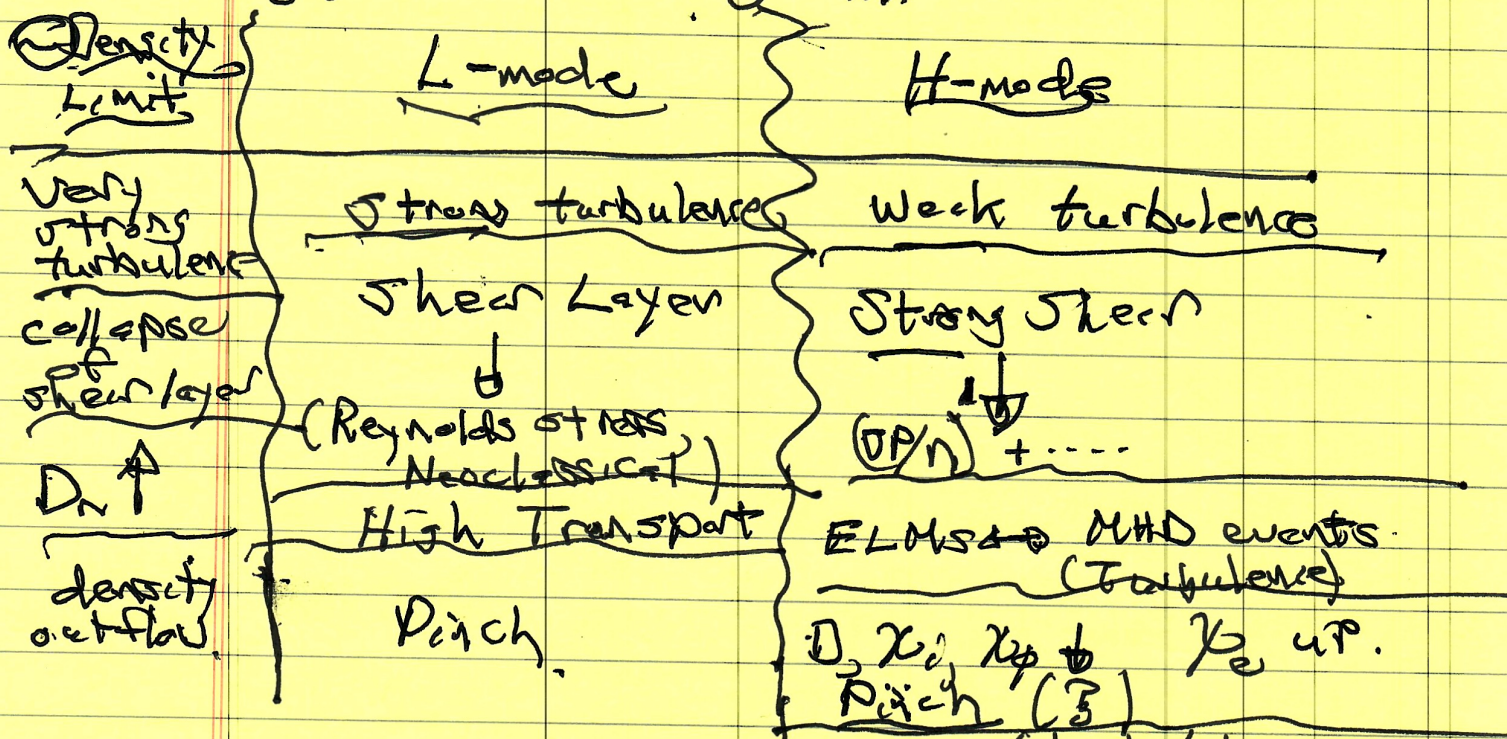 Density
Limit
L-mode
H-mode
Very
strong
turbulence
strong turbulence
Weak turbulence
collapse
of
shear layer
Shear Layer
↓
(Reynolds stress,
Neoclassical)
Strong Shear
↓
(∇P/n) + .....
Dn ↑
High Transport
ELMs ↔ MHD events.
(Turbulence)
density
outflow.
Pinch.
D, χi, χφ ↓ χe up.
Pinch (?)